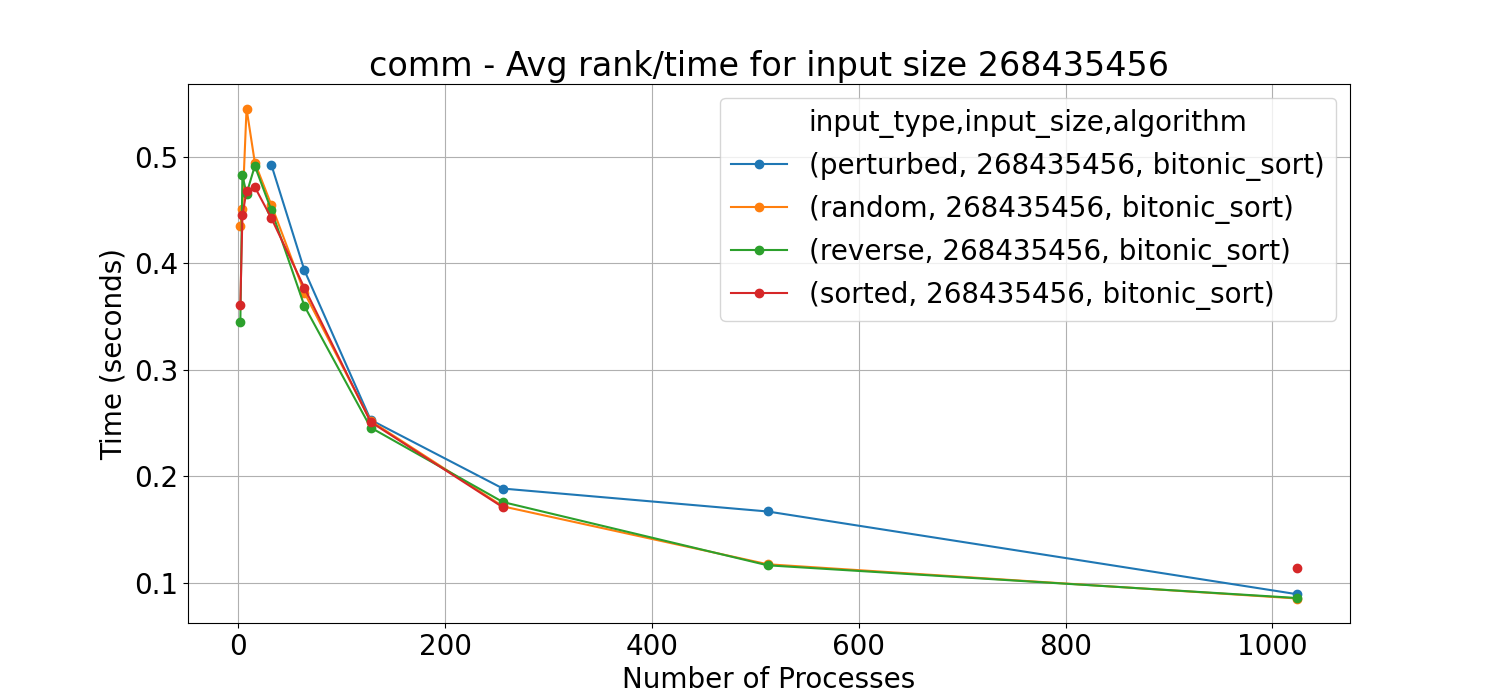 comm - Avg rank/time for input size 268435456
input_type,input_size,algorithm
(perturbed, 268435456, bitonic_sort)
(random, 268435456, bitonic_sort)
(reverse, 268435456, bitonic_sort)
(sorted, 268435456, bitonic_sort)
Time (seconds)
0.5
0.4
0.3
0.2
0.1
0 200 400 600 800 1000
Number of Processes